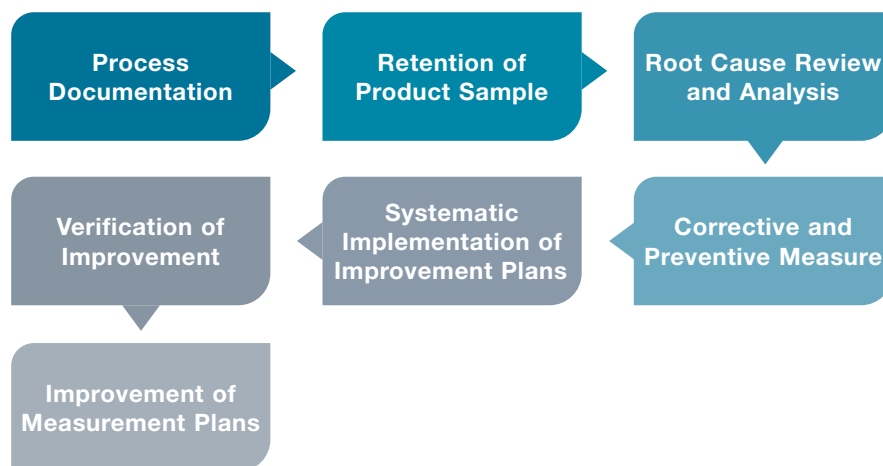 Process
Documentation
Retention of
Product Sample
Root Cause Review
and Analysis
Corrective and
Preventive Measure
Systematic
Implementation of
Improvement Plans
Verification of
Improvement
Improvement of
Measurement Plans